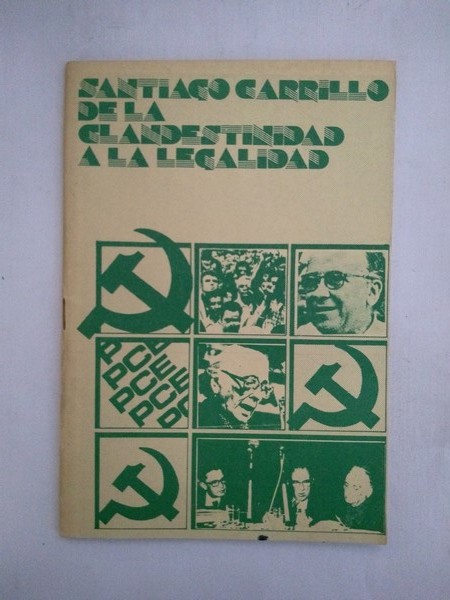 SANTIAGO CARRILLO
DE LA
CLANDESTINIDAD
A LA LEGALIDAD
PCE
PCE
PCE
PCE